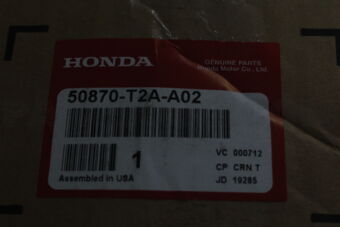 HONDA
GENUINE PARTS
Honda Motor Co., Ltd.
50870-T2A-A02
1
VC 000712
CP CRN T
Assembled in USA
JD 19285